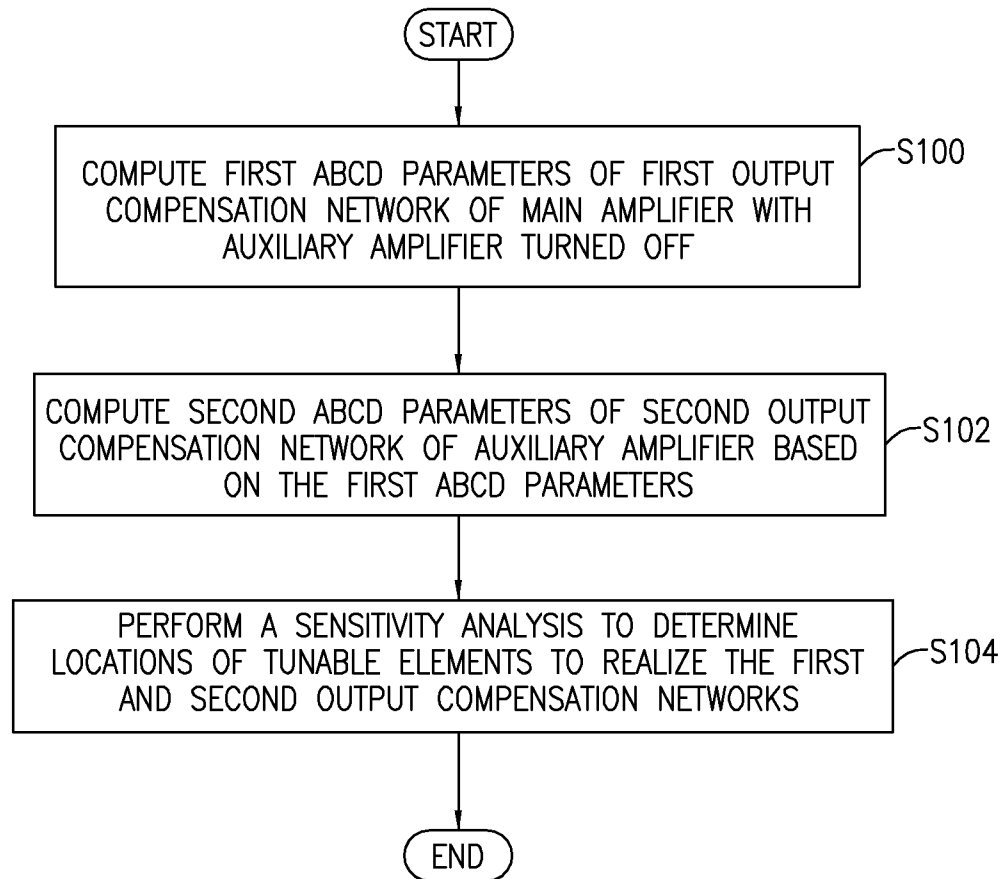 START
COMPUTE FIRST ABCD PARAMETERS OF FIRST OUTPUT
COMPENSATION NETWORK OF MAIN AMPLIFIER WITH
AUXILIARY AMPLIFIER TURNED OFF
S100
COMPUTE SECOND ABCD PARAMETERS OF SECOND OUTPUT
COMPENSATION NETWORK OF AUXILIARY AMPLIFIER BASED
ON THE FIRST ABCD PARAMETERS
S102
PERFORM A SENSITIVITY ANALYSIS TO DETERMINE
LOCATIONS OF TUNABLE ELEMENTS TO REALIZE THE FIRST
AND SECOND OUTPUT COMPENSATION NETWORKS
S104
END